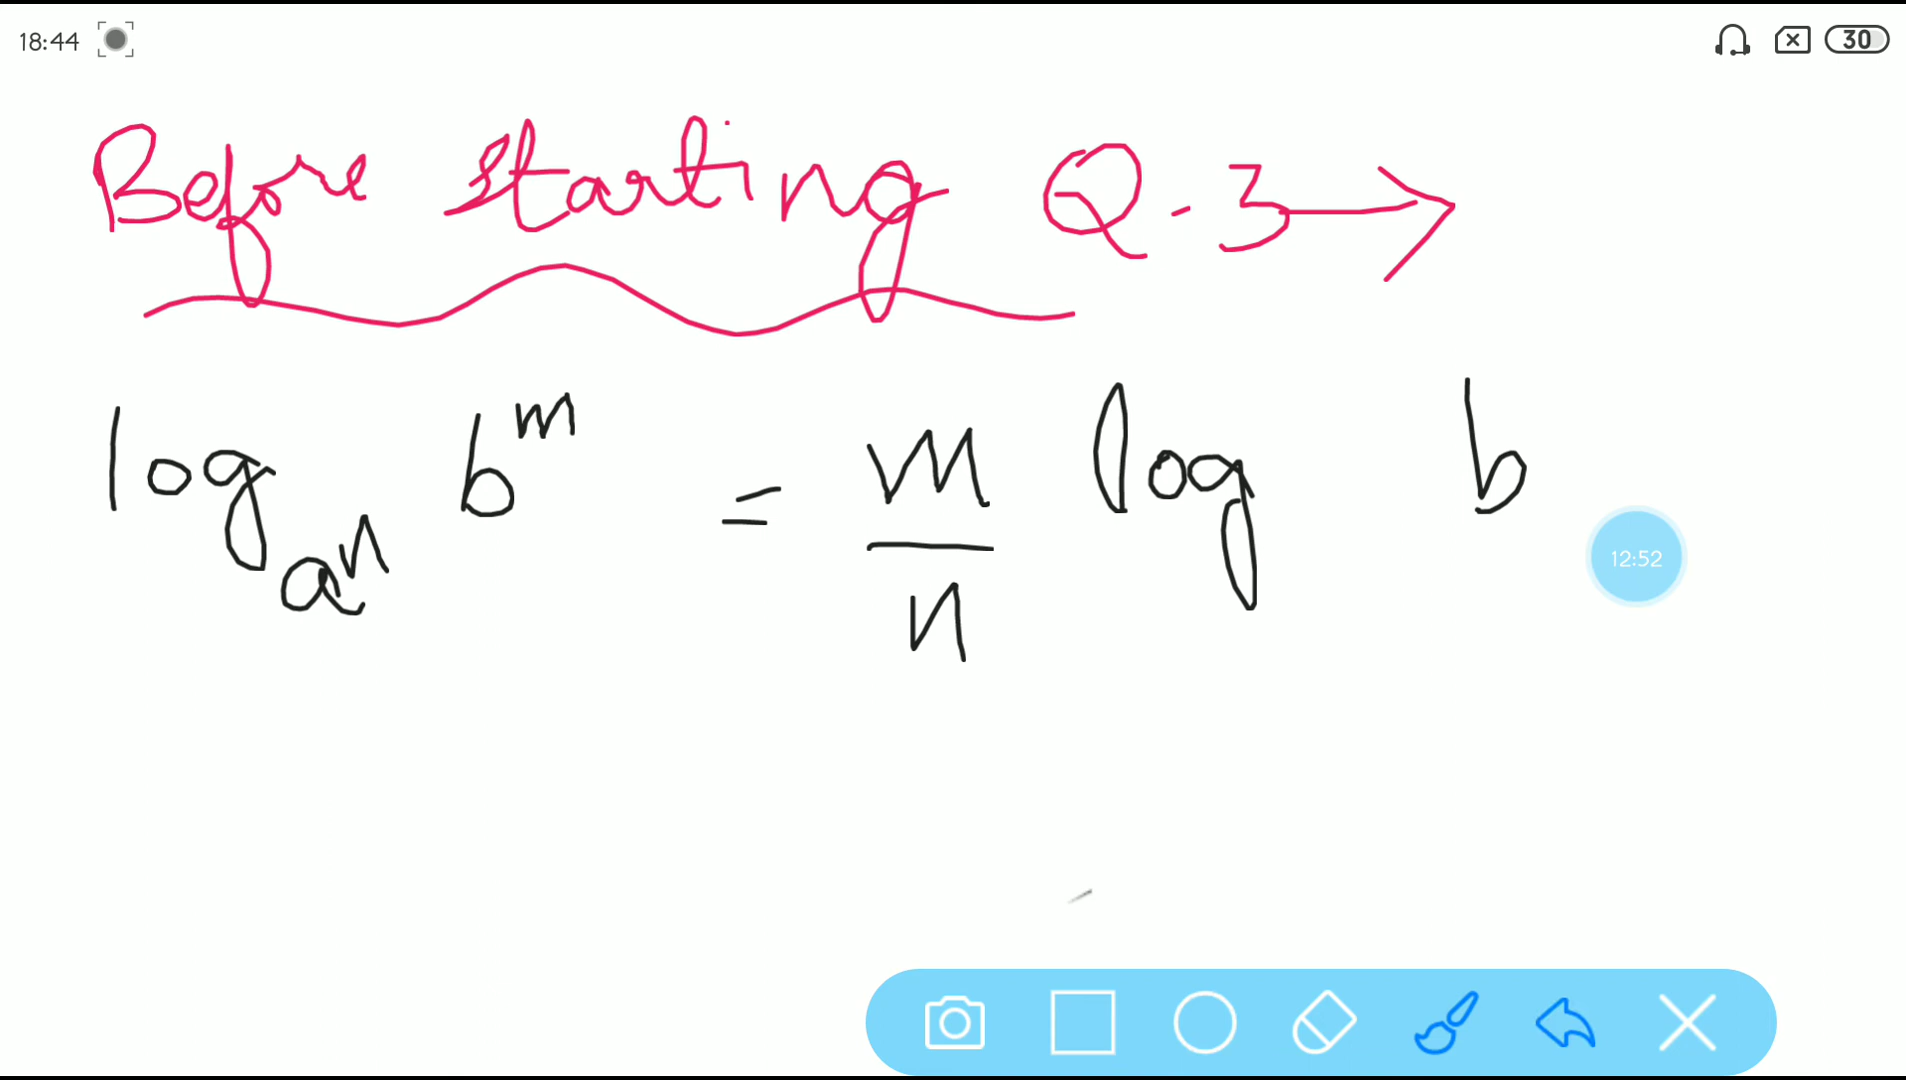 18:44 30
Before starting Q.3→
log_{a^n} b^m = m/n log b
12:52